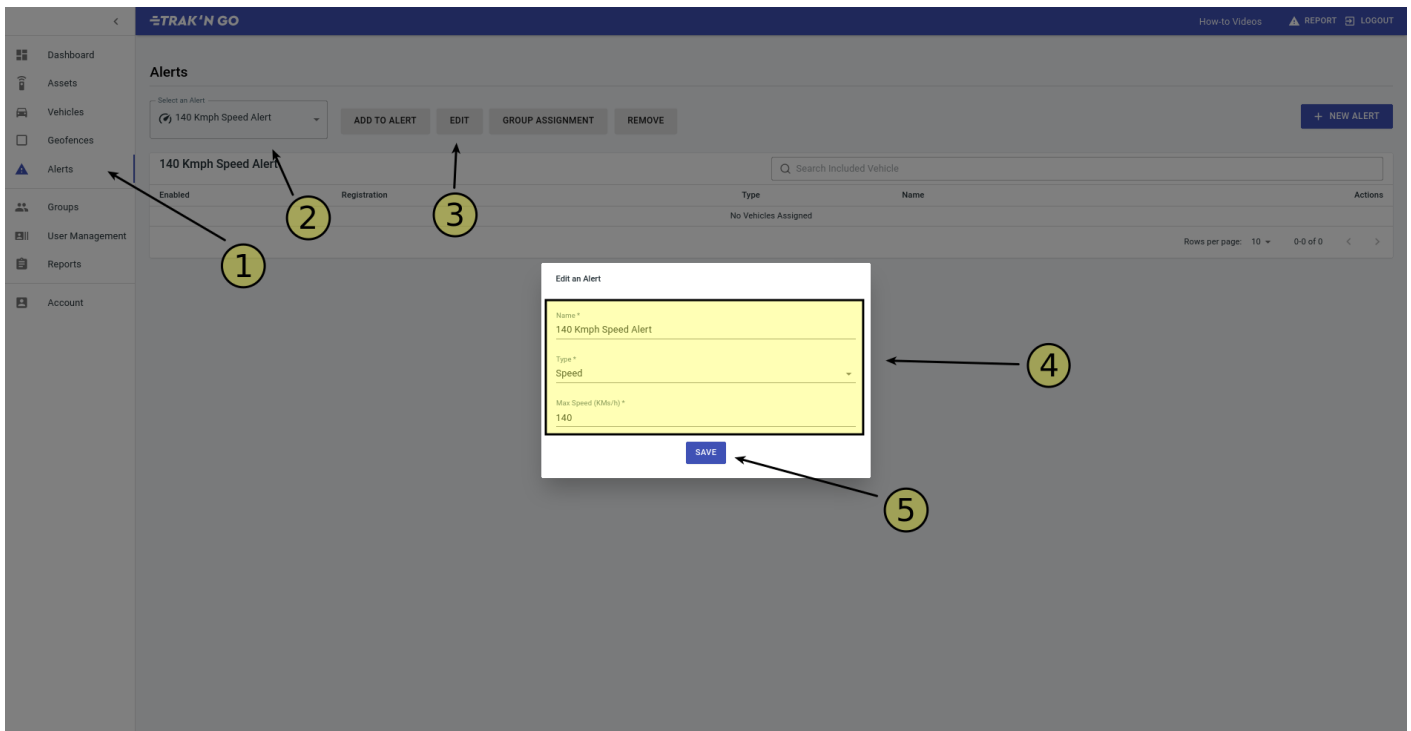 TRAK'N GO
How-to Videos
REPORT
LOGOUT
Dashboard
Assets
Vehicles
Geofences
Alerts
Groups
User Management
Reports
Account
Alerts
Select an Alert
140 Kmph Speed Alert
ADD TO ALERT
EDIT
GROUP ASSIGNMENT
REMOVE
+ NEW ALERT
140 Kmph Speed Alert
Search Included Vehicle
Enabled
Registration
Type
Name
Actions
No Vehicles Assigned
Rows per page: 10
0-0 of 0
1
2
3
Edit an Alert
Name *
140 Kmph Speed Alert
Type *
Speed
Max Speed (KMs/h) *
140
SAVE
4
5